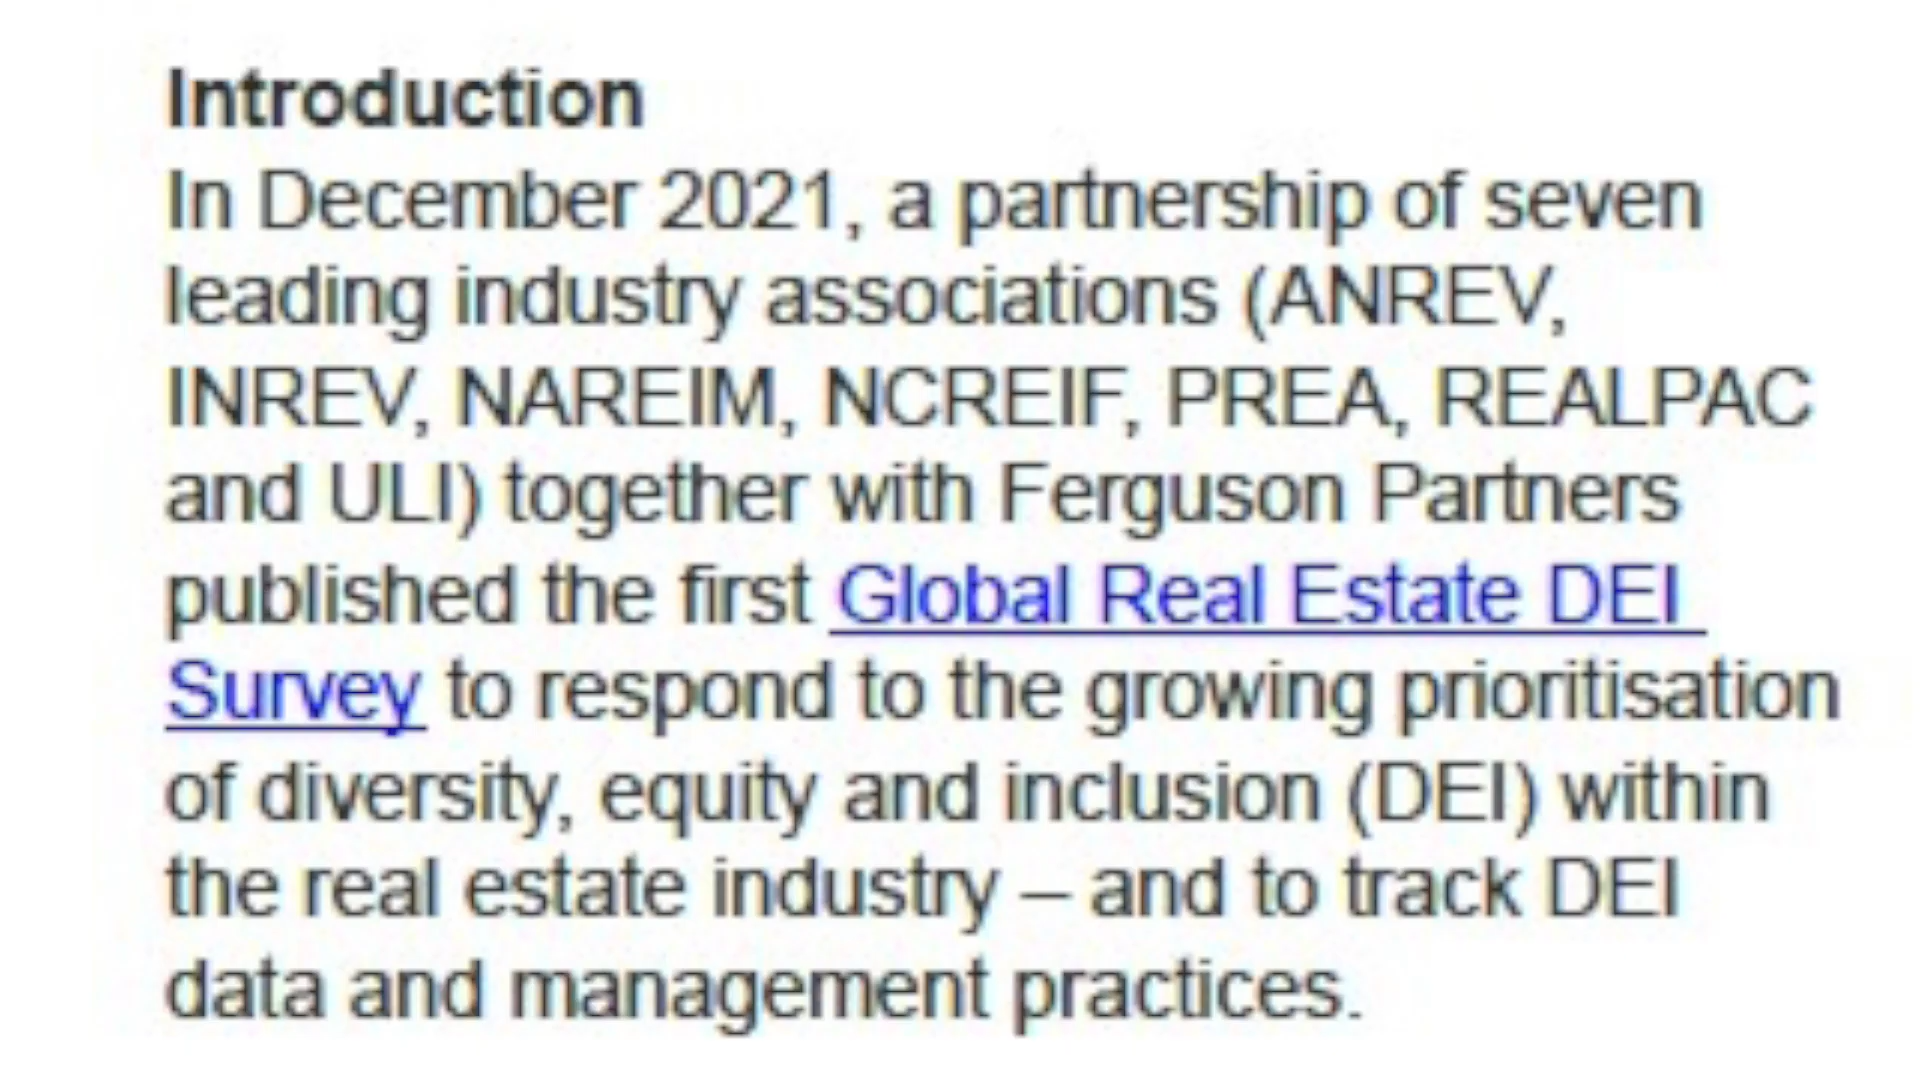 Introduction
In December 2021, a partnership of seven
leading industry associations (ANREV,
INREV, NAREIM, NCREIF, PREA, REALPAC
and ULI) together with Ferguson Partners
published the first Global Real Estate DEI
Survey to respond to the growing prioritisation
of diversity, equity and inclusion (DEI) within
the real estate industry – and to track DEI
data and management practices.